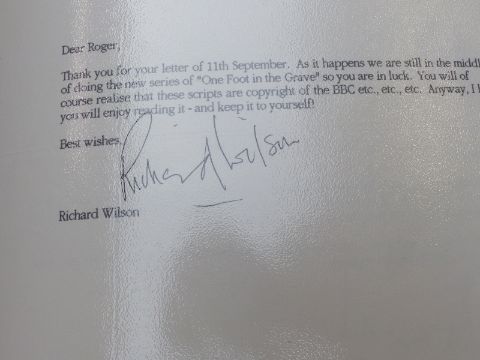 Dear Roger,
Thank you for your letter of 11th September. As it happens we are still in the
of doing the new series of "One Foot in the Grave" so you are in luck. You will of
course realise that these scripts are copyright of the BBC etc., etc., etc. Anyway, I
you will enjoy reading it - and keep it to yourself!
Best wishes,
Richard Wilson
Richard Wilson